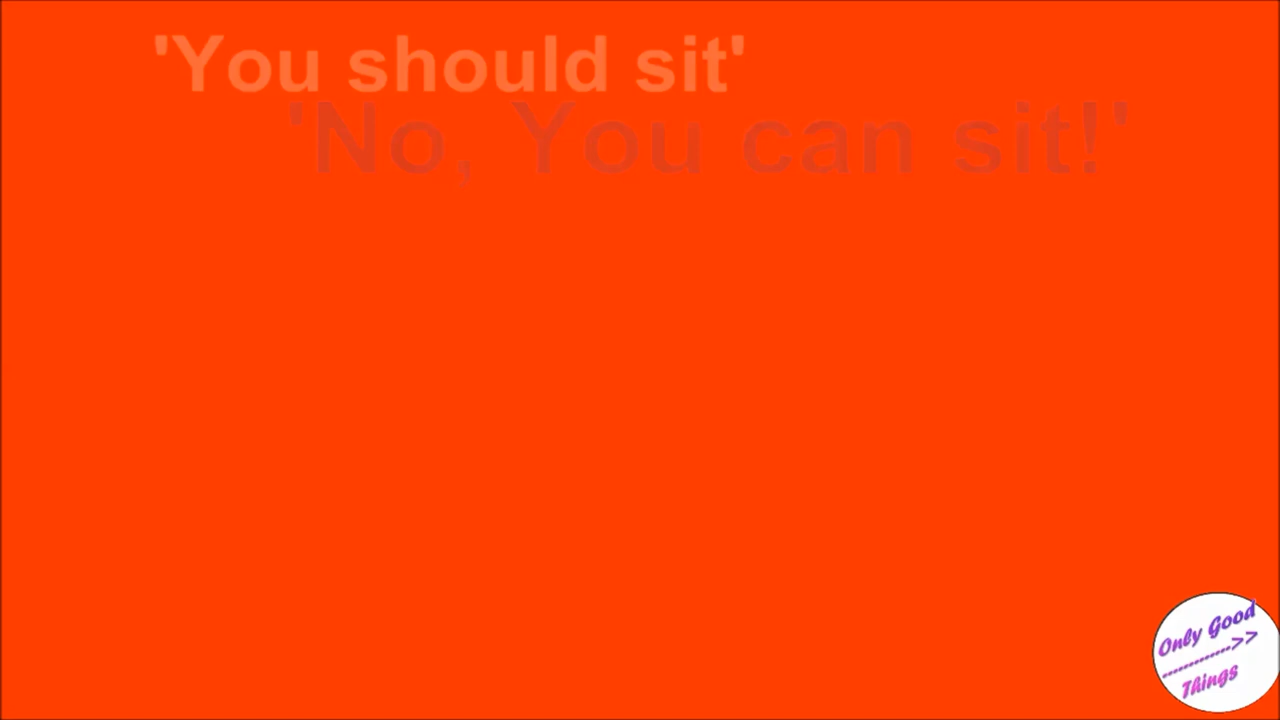 'You should sit'
'No, You can sit!'
Only Good
------------>>
Things